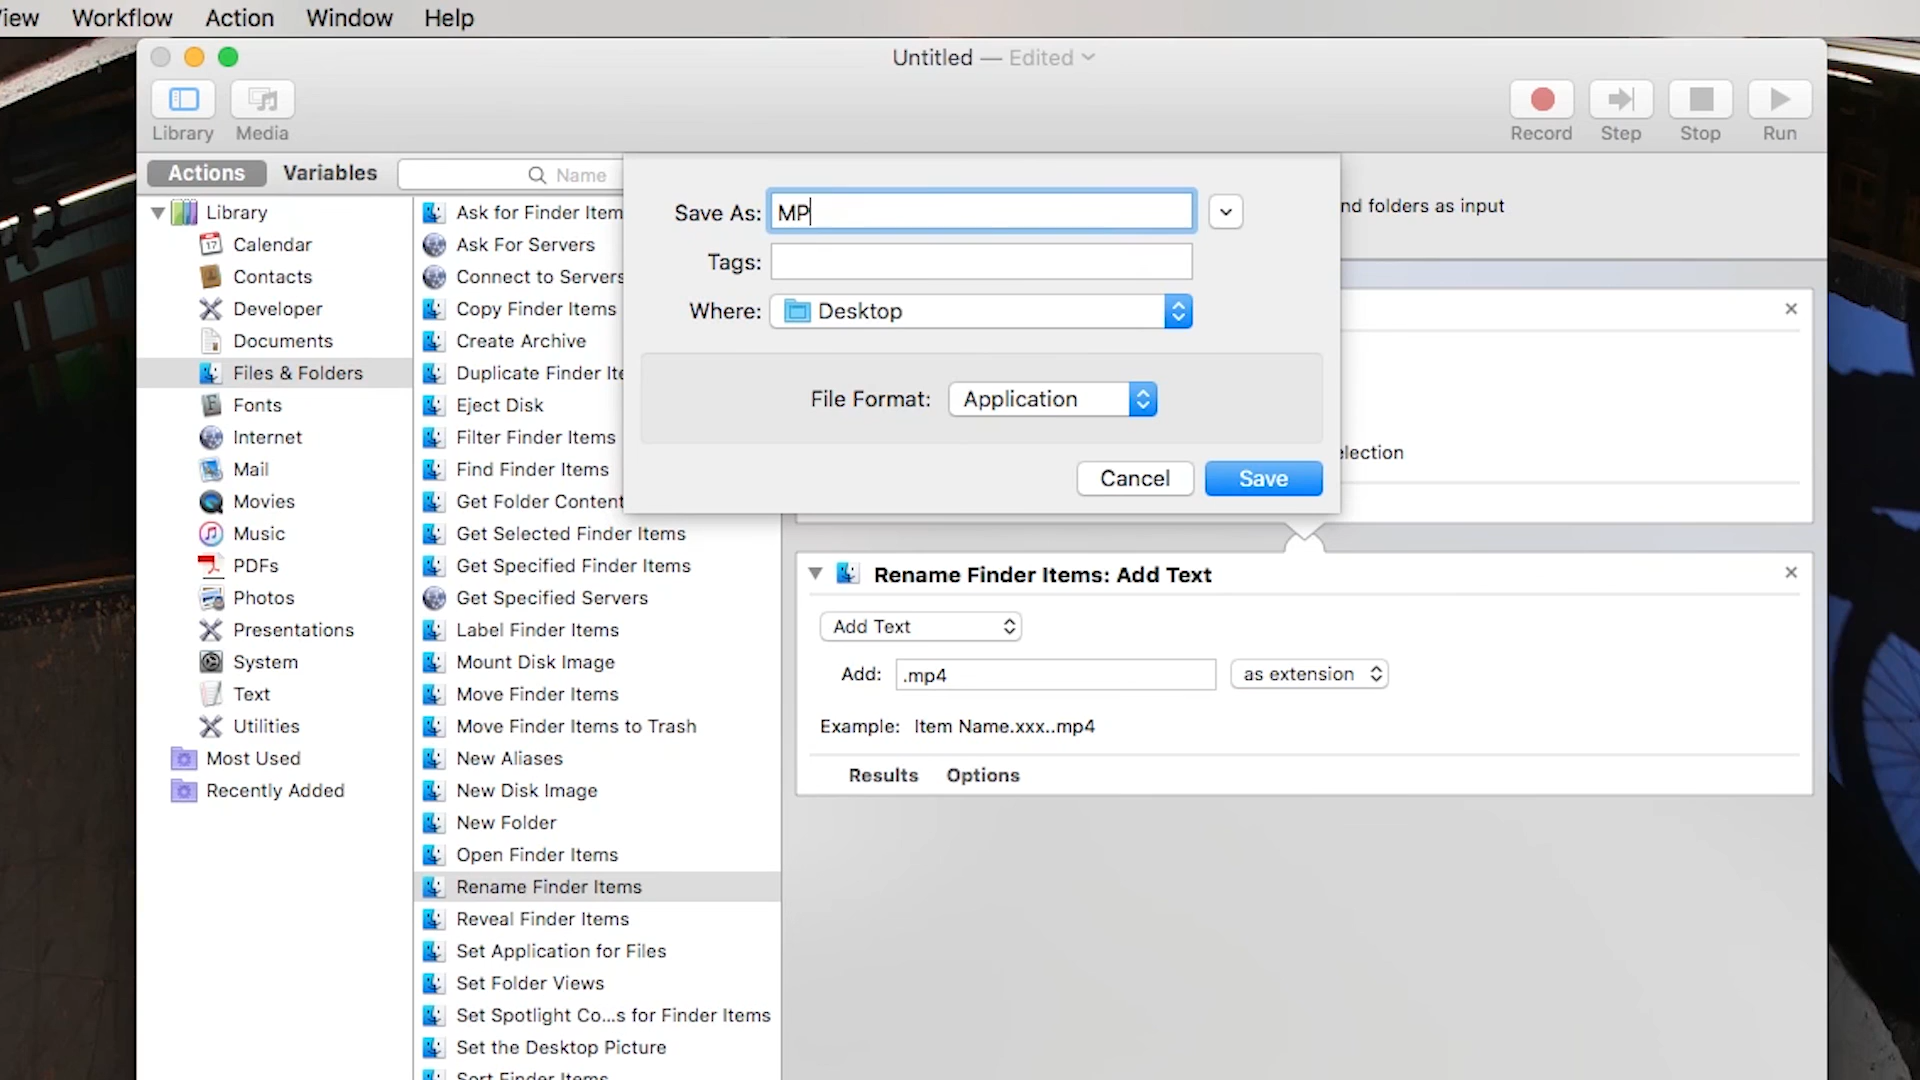 Workflow Action Window Help
Untitled — Edited
Library Media
Record Step Stop Run
Actions Variables
Name
Library
Calendar
Contacts
Developer
Documents
Files & Folders
Fonts
Internet
Mail
Movies
Music
PDFs
Photos
Presentations
System
Text
Utilities
Most Used
Recently Added
Ask for Finder Item
Ask For Servers
Connect to Servers
Copy Finder Items
Create Archive
Duplicate Finder Ite
Eject Disk
Filter Finder Items
Find Finder Items
Get Folder Content
Get Selected Finder Items
Get Specified Finder Items
Get Specified Servers
Label Finder Items
Mount Disk Image
Move Finder Items
Move Finder Items to Trash
New Aliases
New Disk Image
New Folder
Open Finder Items
Rename Finder Items
Reveal Finder Items
Set Application for Files
Set Folder Views
Set Spotlight Co...s for Finder Items
Set the Desktop Picture
Sort Finder Items
Save As: MP
Tags:
Where: Desktop
File Format: Application
Cancel Save
nd folders as input
election
Rename Finder Items: Add Text
Add Text
Add: .mp4 as extension
Example: Item Name.xxx..mp4
Results Options